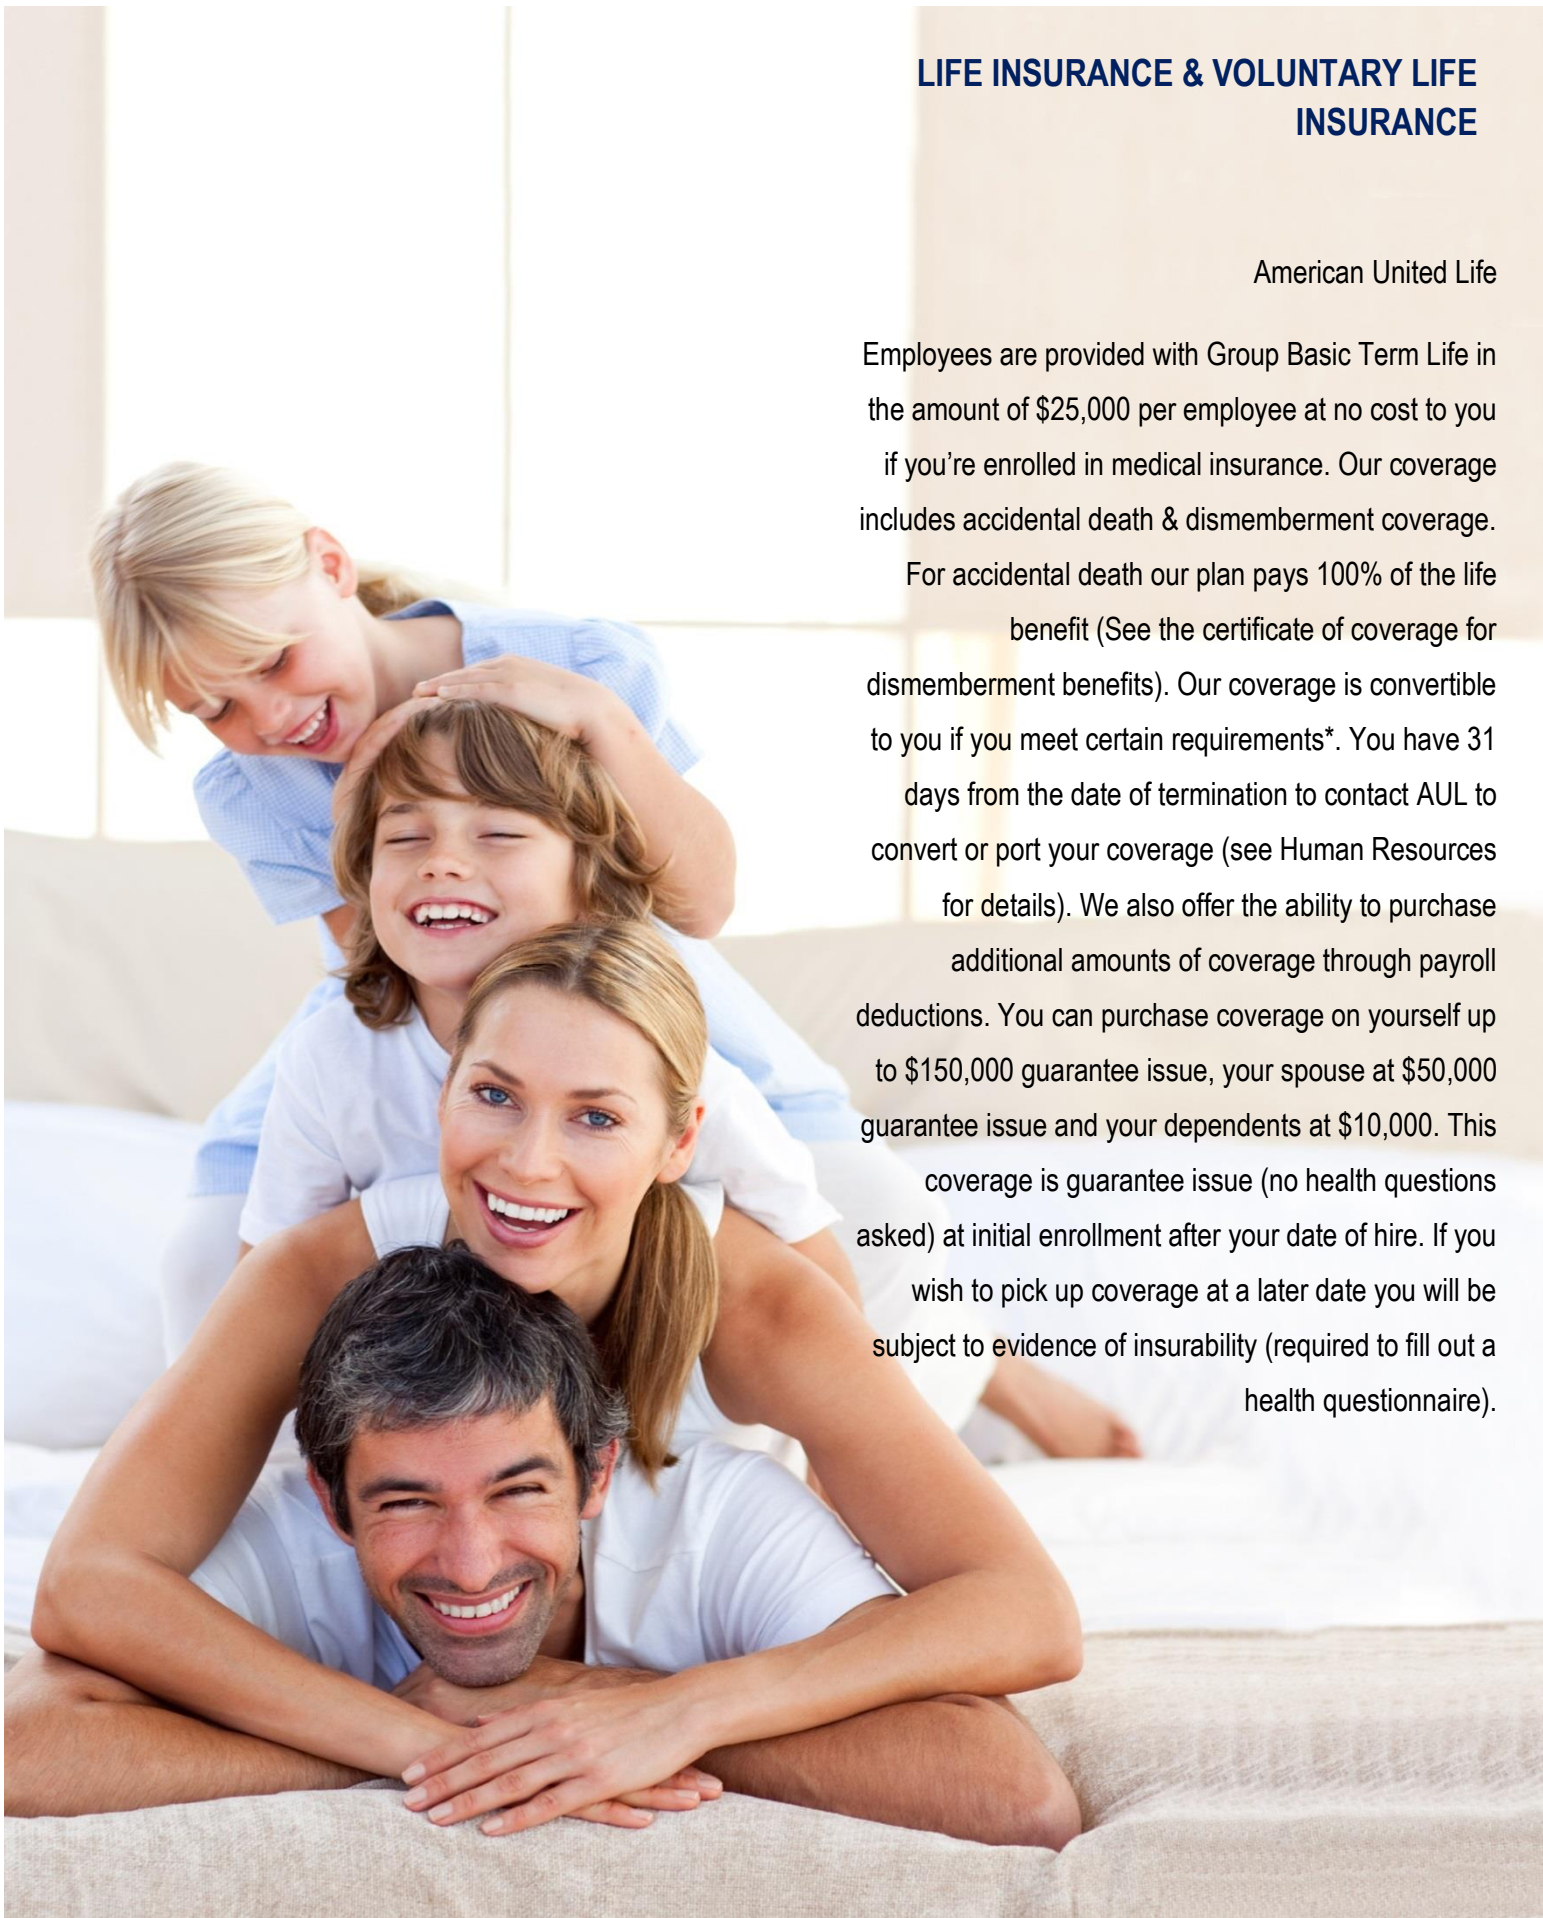 LIFE INSURANCE & VOLUNTARY LIFE
INSURANCE
American United Life
Employees are provided with Group Basic Term Life in
the amount of $25,000 per employee at no cost to you
if you’re enrolled in medical insurance. Our coverage
includes accidental death & dismemberment coverage.
For accidental death our plan pays 100% of the life
benefit (See the certificate of coverage for
dismemberment benefits). Our coverage is convertible
to you if you meet certain requirements*. You have 31
days from the date of termination to contact AUL to
convert or port your coverage (see Human Resources
for details). We also offer the ability to purchase
additional amounts of coverage through payroll
deductions. You can purchase coverage on yourself up
to $150,000 guarantee issue, your spouse at $50,000
guarantee issue and your dependents at $10,000. This
coverage is guarantee issue (no health questions
asked) at initial enrollment after your date of hire. If you
wish to pick up coverage at a later date you will be
subject to evidence of insurability (required to fill out a
health questionnaire).